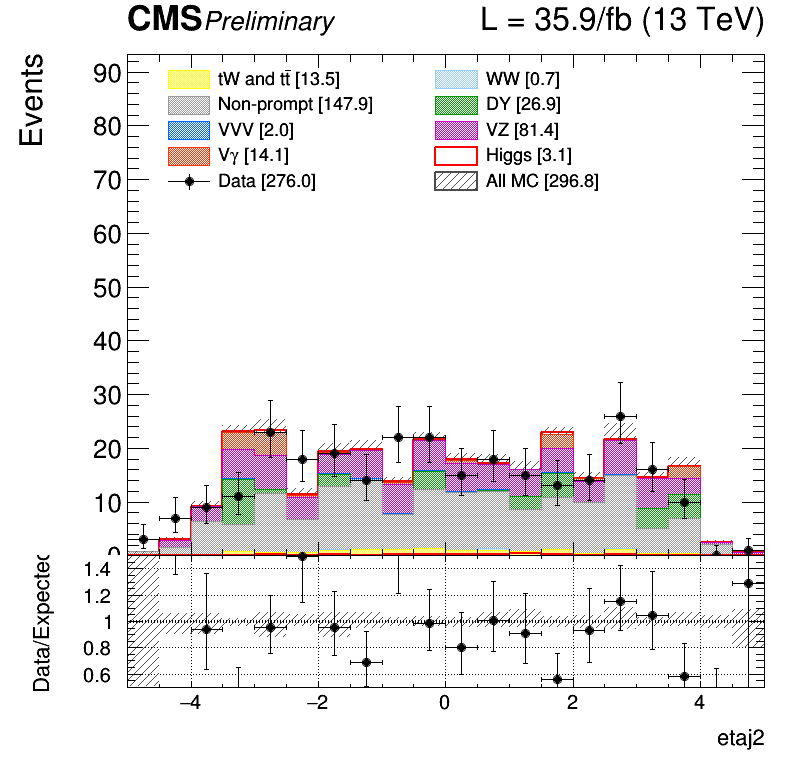 CMS Preliminary L = 35.9/fb (13 TeV)
Events
90
80
70
60
50
40
30
20
10
0
tW and tt̄ [13.5]
Non-prompt [147.9]
VVV [2.0]
Vγ [14.1]
Data [276.0]
WW [0.7]
DY [26.9]
VZ [81.4]
Higgs [3.1]
All MC [296.8]
Data/Expected
1.4
1.2
1
0.8
0.6
−4 −2 0 2 4
etaj2